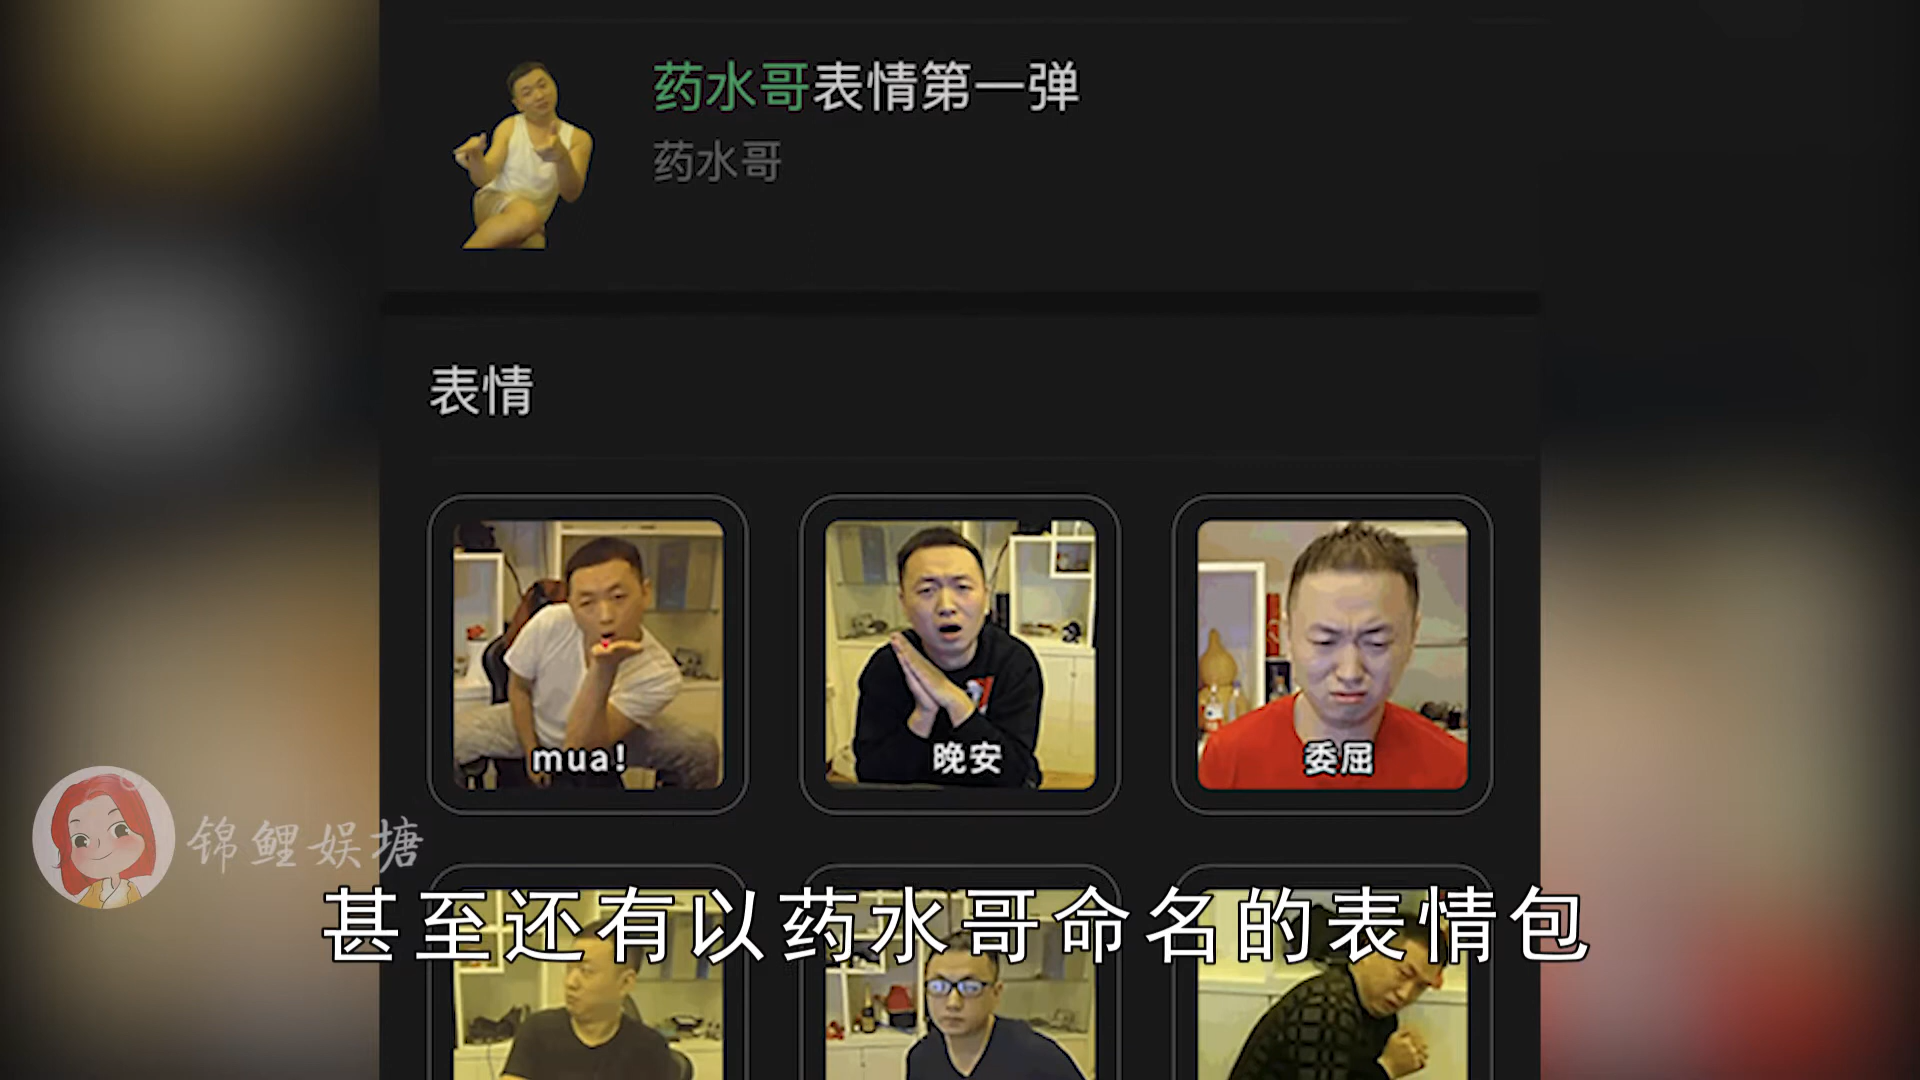 药水哥表情第一弹
药水哥
表情
mua!
晚安
委屈
锦鲤娱塘
甚至还有以药水哥命名的表情包